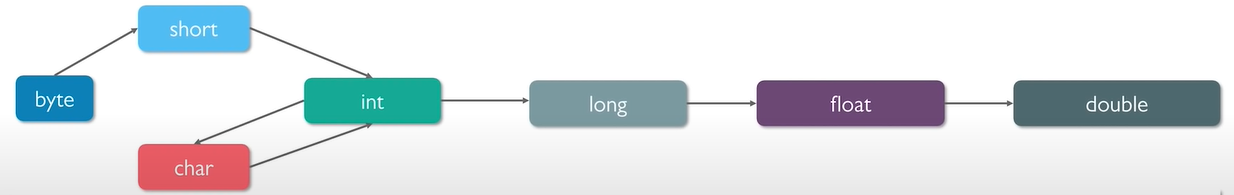 short
byte
int
long
float
double
char